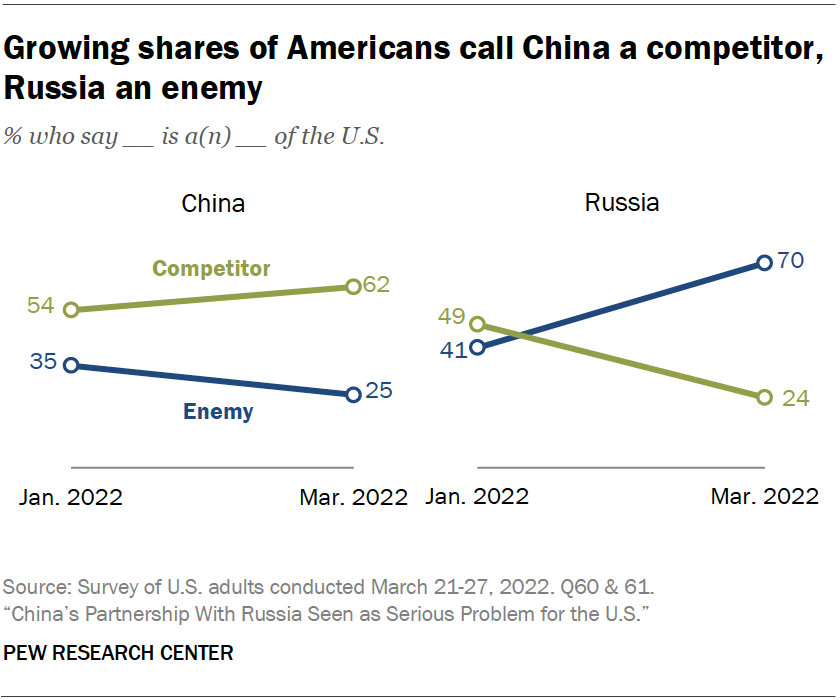 Growing shares of Americans call China a competitor,
Russia an enemy
% who say __ is a(n) __ of the U.S.
China
Competitor
54
62
35
25
Enemy
Jan. 2022
Mar. 2022
Russia
70
49
41
24
Jan. 2022
Mar. 2022
Source: Survey of U.S. adults conducted March 21-27, 2022. Q60 & 61.
“China’s Partnership With Russia Seen as Serious Problem for the U.S.”
PEW RESEARCH CENTER